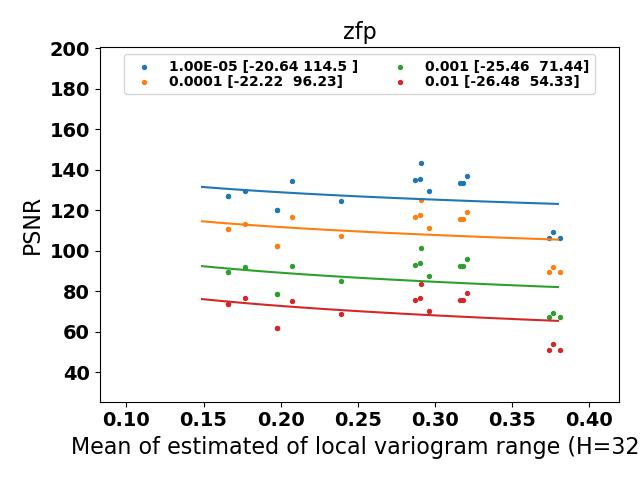 zfp
1.00E-05 [-20.64 114.5 ]
0.0001 [-22.22  96.23]
0.001 [-25.46  71.44]
0.01 [-26.48  54.33]
200
180
160
140
120
100
80
60
40
PSNR
0.10 0.15 0.20 0.25 0.30 0.35 0.40
Mean of estimated of local variogram range (H=32